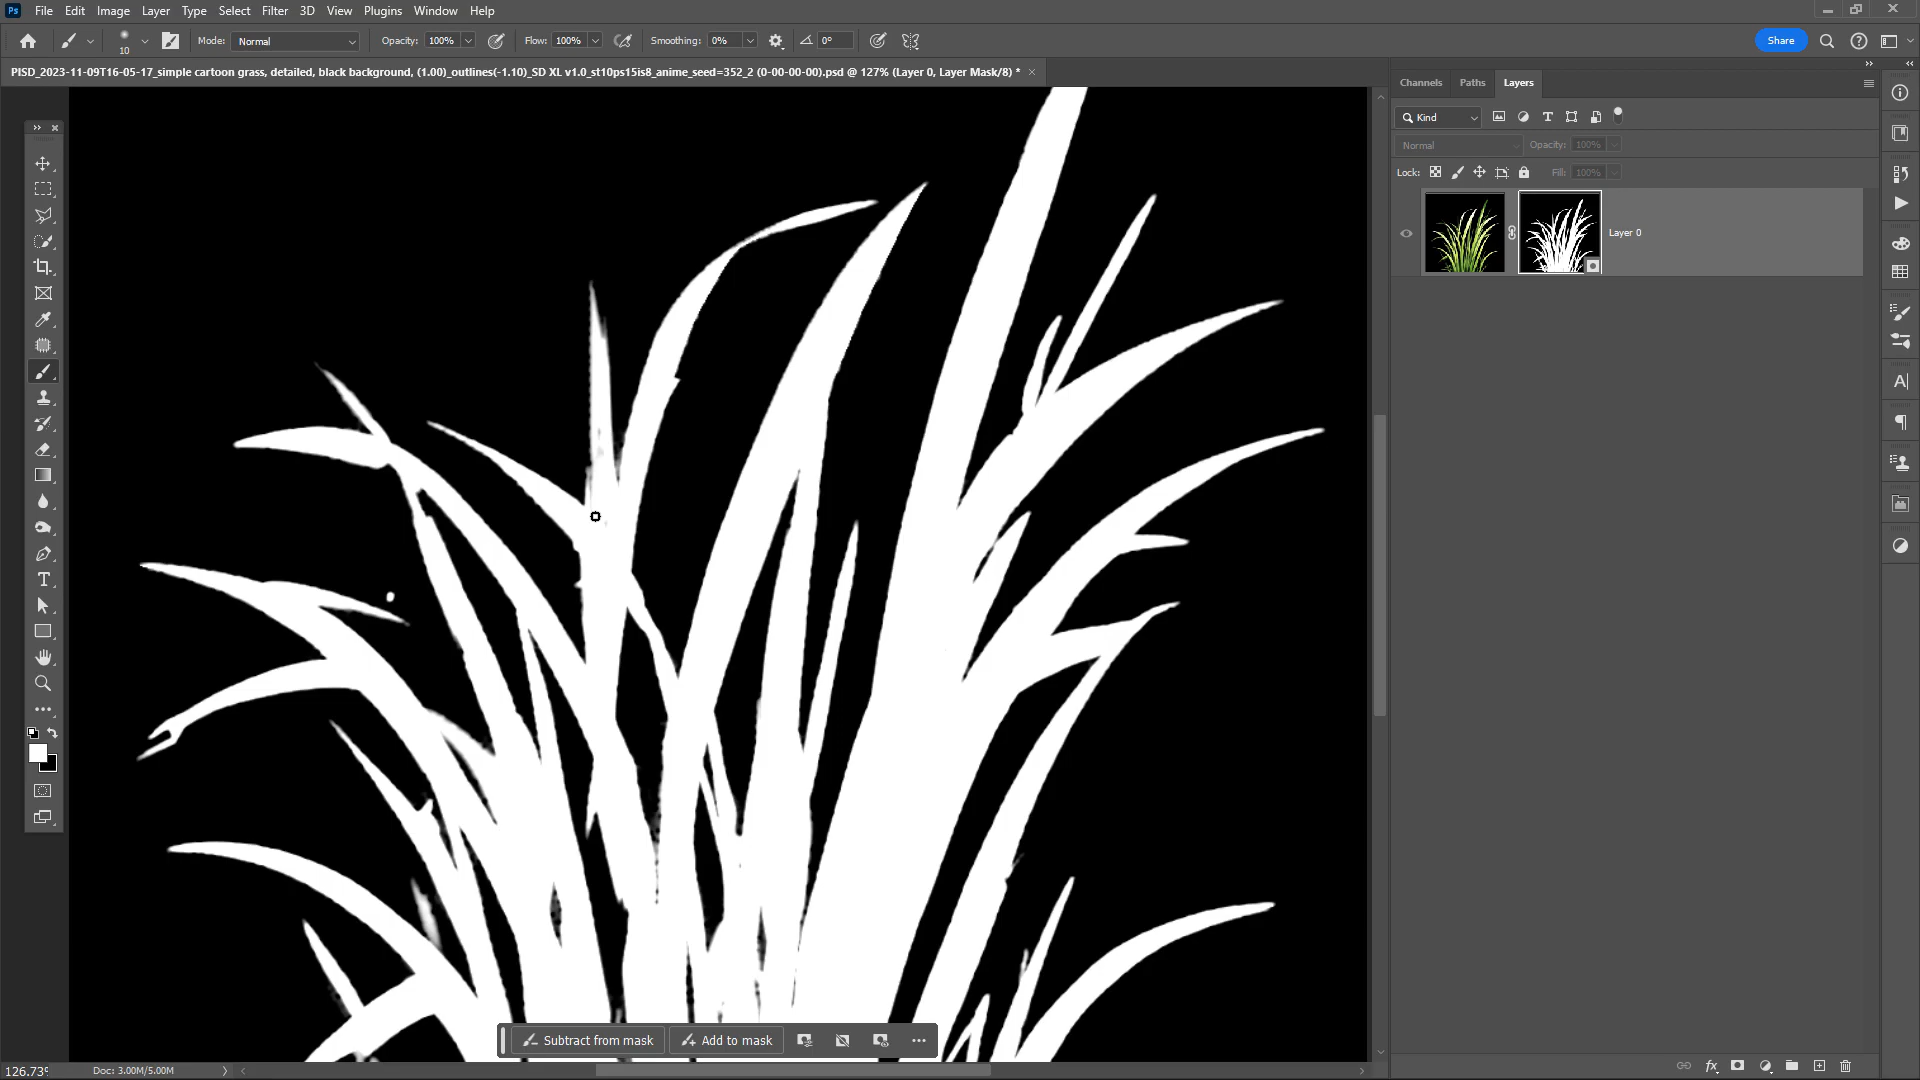 Ps File Edit Image Layer Type Select Filter 3D View Plugins Window Help
10 Mode: Normal Opacity: 100% Flow: 100% Smoothing: 0% 0° Share
PISD_2023-11-09T16-05-17_simple cartoon grass, detailed, black background, (1.00)_outlines(-1.10)_SD XL v1.0_st10ps15is8_anime_seed=352_2 (0-00-00-00).psd @ 127% (Layer 0, Layer Mask/8) *
Channels Paths Layers
Kind
Normal Opacity: 100%
Lock: Fill: 100%
Layer 0
Subtract from mask Add to mask
126.73% Doc: 3.00M/5.00M